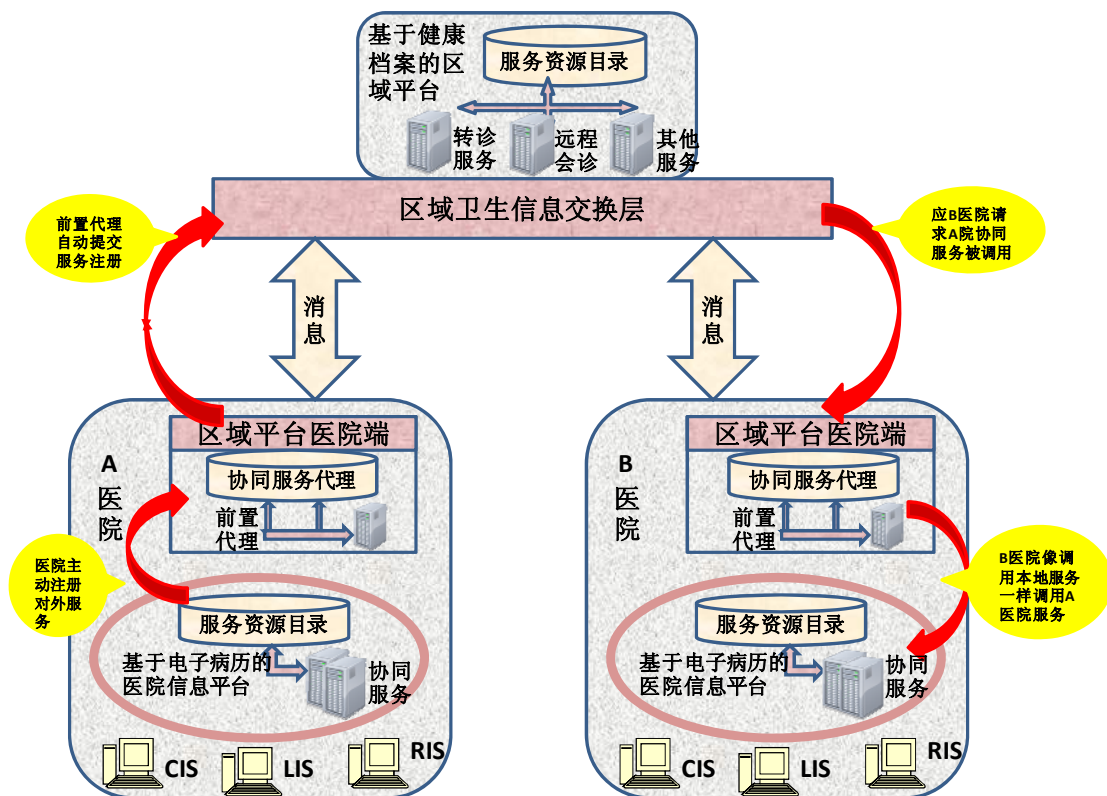 基于健康
档案的区
域平台
服务资源目录
转诊
服务
远程
会诊
其他
服务
区域卫生信息交换层
前置代理
自动提交
服务注册
应B医院请
求A院协同
服务被调用
消
息
消
息
A
医
院
区域平台医院端
协同服务代理
前置
代理
医院主
动注册
对外服
务
服务资源目录
基于电子病历的
医院信息平台
协同
服务
CIS
LIS
RIS
B
医
院
区域平台医院端
协同服务代理
前置
代理
B医院像调
用本地服务
一样调用A
医院服务
服务资源目录
基于电子病历的
医院信息平台
协同
服务
CIS
LIS
RIS